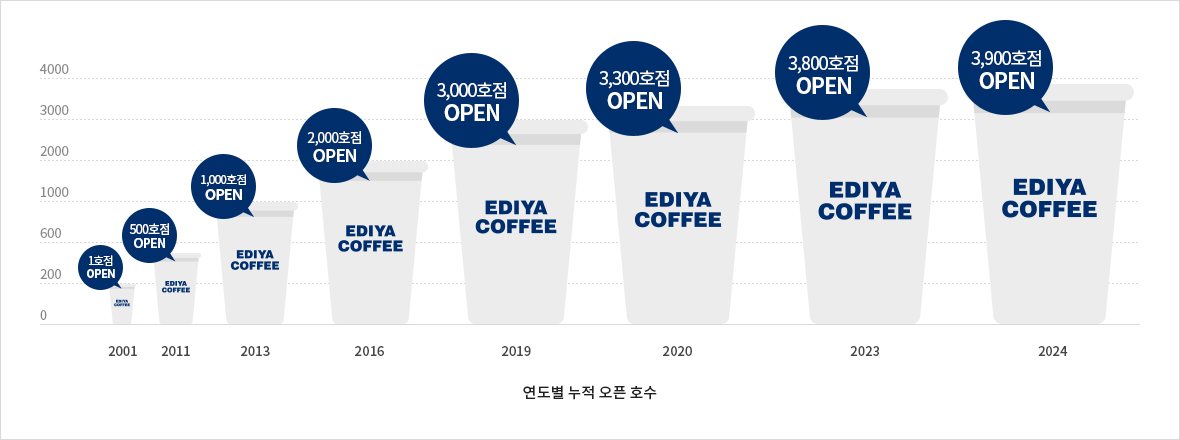 4000
3000
2000
1000
600
200
0
1호점
OPEN
500호점
OPEN
1,000호점
OPEN
2,000호점
OPEN
3,000호점
OPEN
3,300호점
OPEN
3,800호점
OPEN
3,900호점
OPEN
EDIYA
COFFEE
EDIYA
COFFEE
EDIYA
COFFEE
EDIYA
COFFEE
EDIYA
COFFEE
EDIYA
COFFEE
EDIYA
COFFEE
EDIYA
COFFEE
2001 2011 2013 2016 2019 2020 2023 2024
연도별 누적 오픈 호수